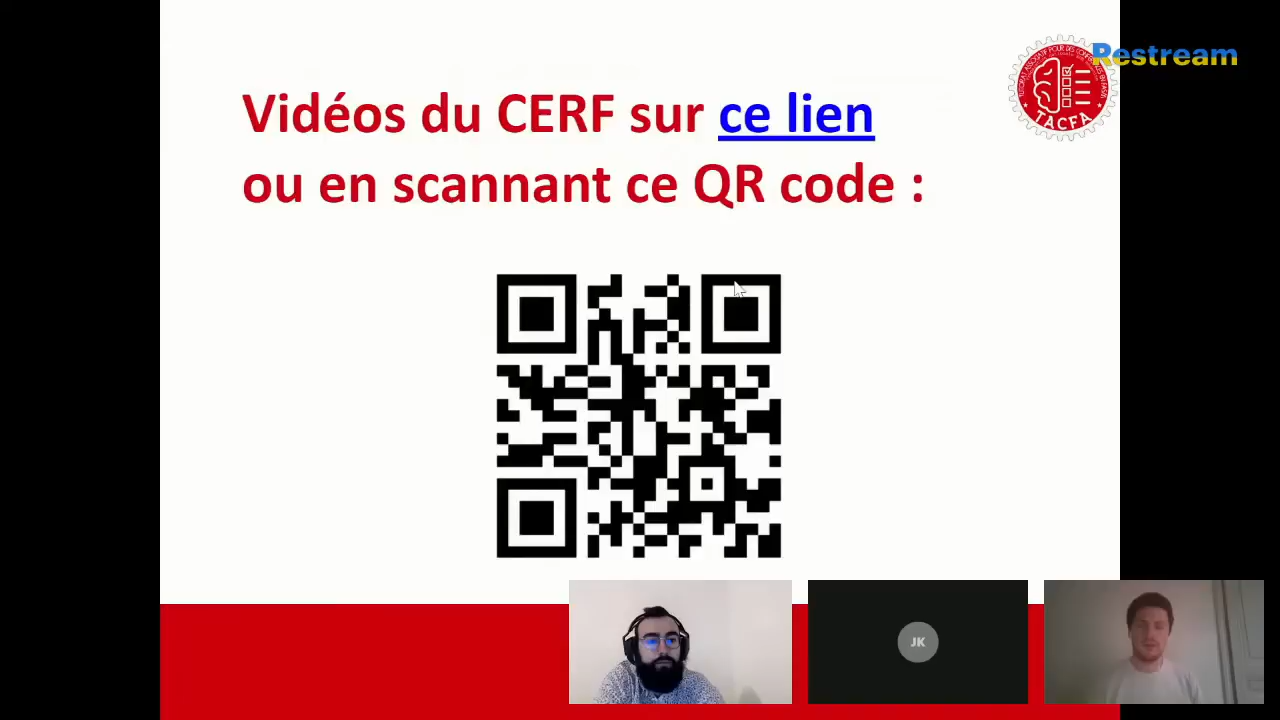 Restream
Vidéos du CERF sur ce lien
ou en scannant ce QR code :
TACFA
JK